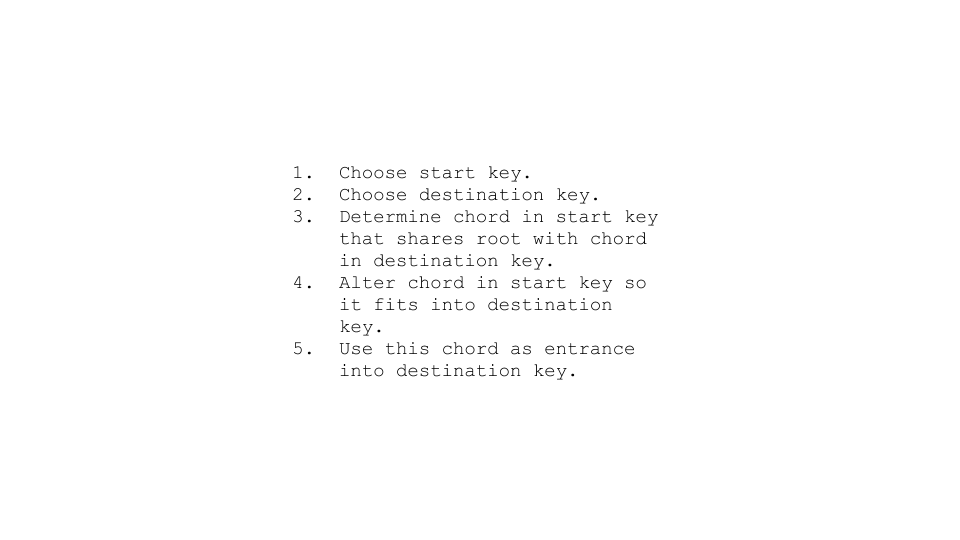 1. Choose start key.
2. Choose destination key.
3. Determine chord in start key
that shares root with chord
in destination key.
4. Alter chord in start key so
it fits into destination
key.
5. Use this chord as entrance
into destination key.